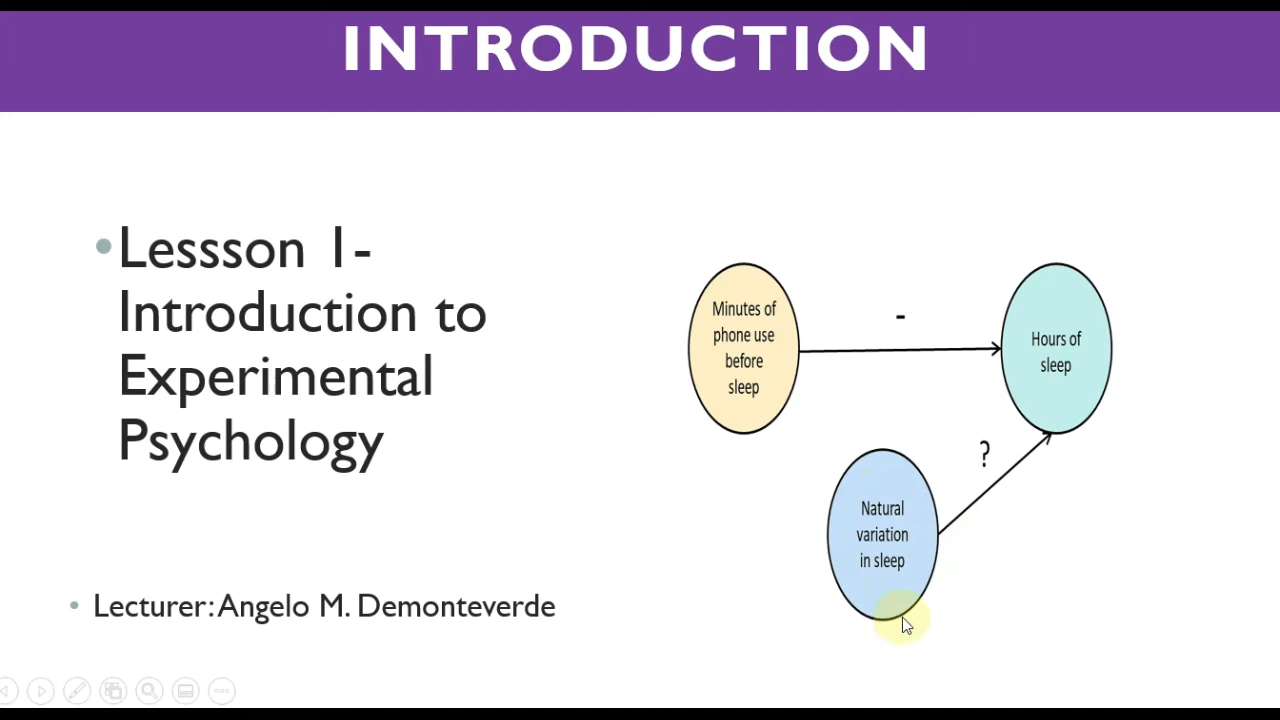 INTRODUCTION
•Lessson 1-
Introduction to
Experimental
Psychology
• Lecturer: Angelo M. Demonteverde
Minutes of
phone use
before
sleep
-
Hours of
sleep
?
Natural
variation
in sleep